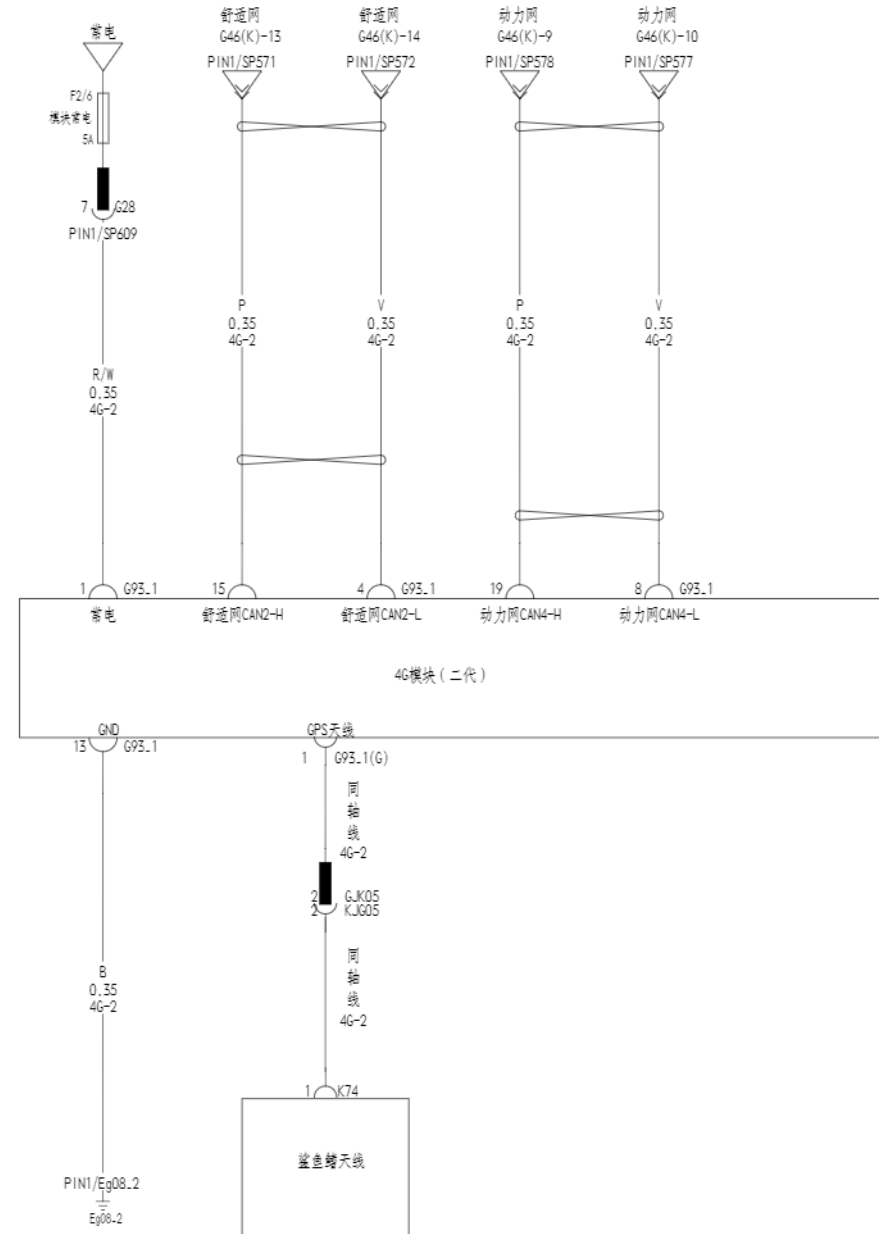 常电
舒适网
G46(K)-13
PIN1/SP571
舒适网
G46(K)-14
PIN1/SP572
动力网
G46(K)-9
PIN1/SP578
动力网
G46(K)-10
PIN1/SP577
F2/6
模块常电
5A
7
G28
PIN1/SP609
P
0.35
4G-2
V
0.35
4G-2
P
0.35
4G-2
V
0.35
4G-2
R/W
0.35
4G-2
1
G93_1
15
4
G93_1
19
8
G93_1
常电
舒适网CAN2-H
舒适网CAN2-L
动力网CAN4-H
动力网CAN4-L
4G模块(二代)
GND
GPS天线
13
G93_1
1
G93_1(G)
同
轴
线
4G-2
2
GJK05
2
KJG05
B
0.35
4G-2
同
轴
线
4G-2
1
K74
鲨鱼鳍天线
PIN1/Eg08_2
Eg08_2